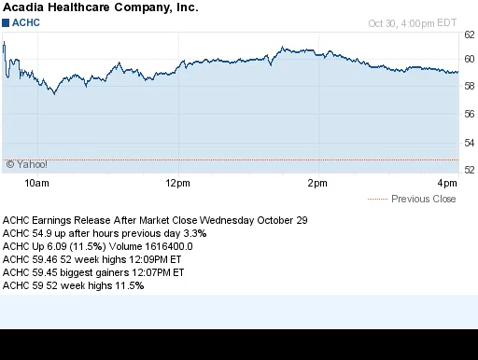 Acadia Healthcare Company, Inc.
ACHC Oct 30, 4:00pm EDT
62
60
58
56
54
52
© Yahoo!
10am 12pm 2pm 4pm
Previous Close
ACHC Earnings Release After Market Close Wednesday October 29
ACHC 54.9 up after hours previous day 3.3%
ACHC Up 6.09 (11.5%) Volume 1616400.0
ACHC 59.46 52 week highs 12:09PM ET
ACHC 59.45 biggest gainers 12:07PM ET
ACHC 59 52 week highs 11.5%